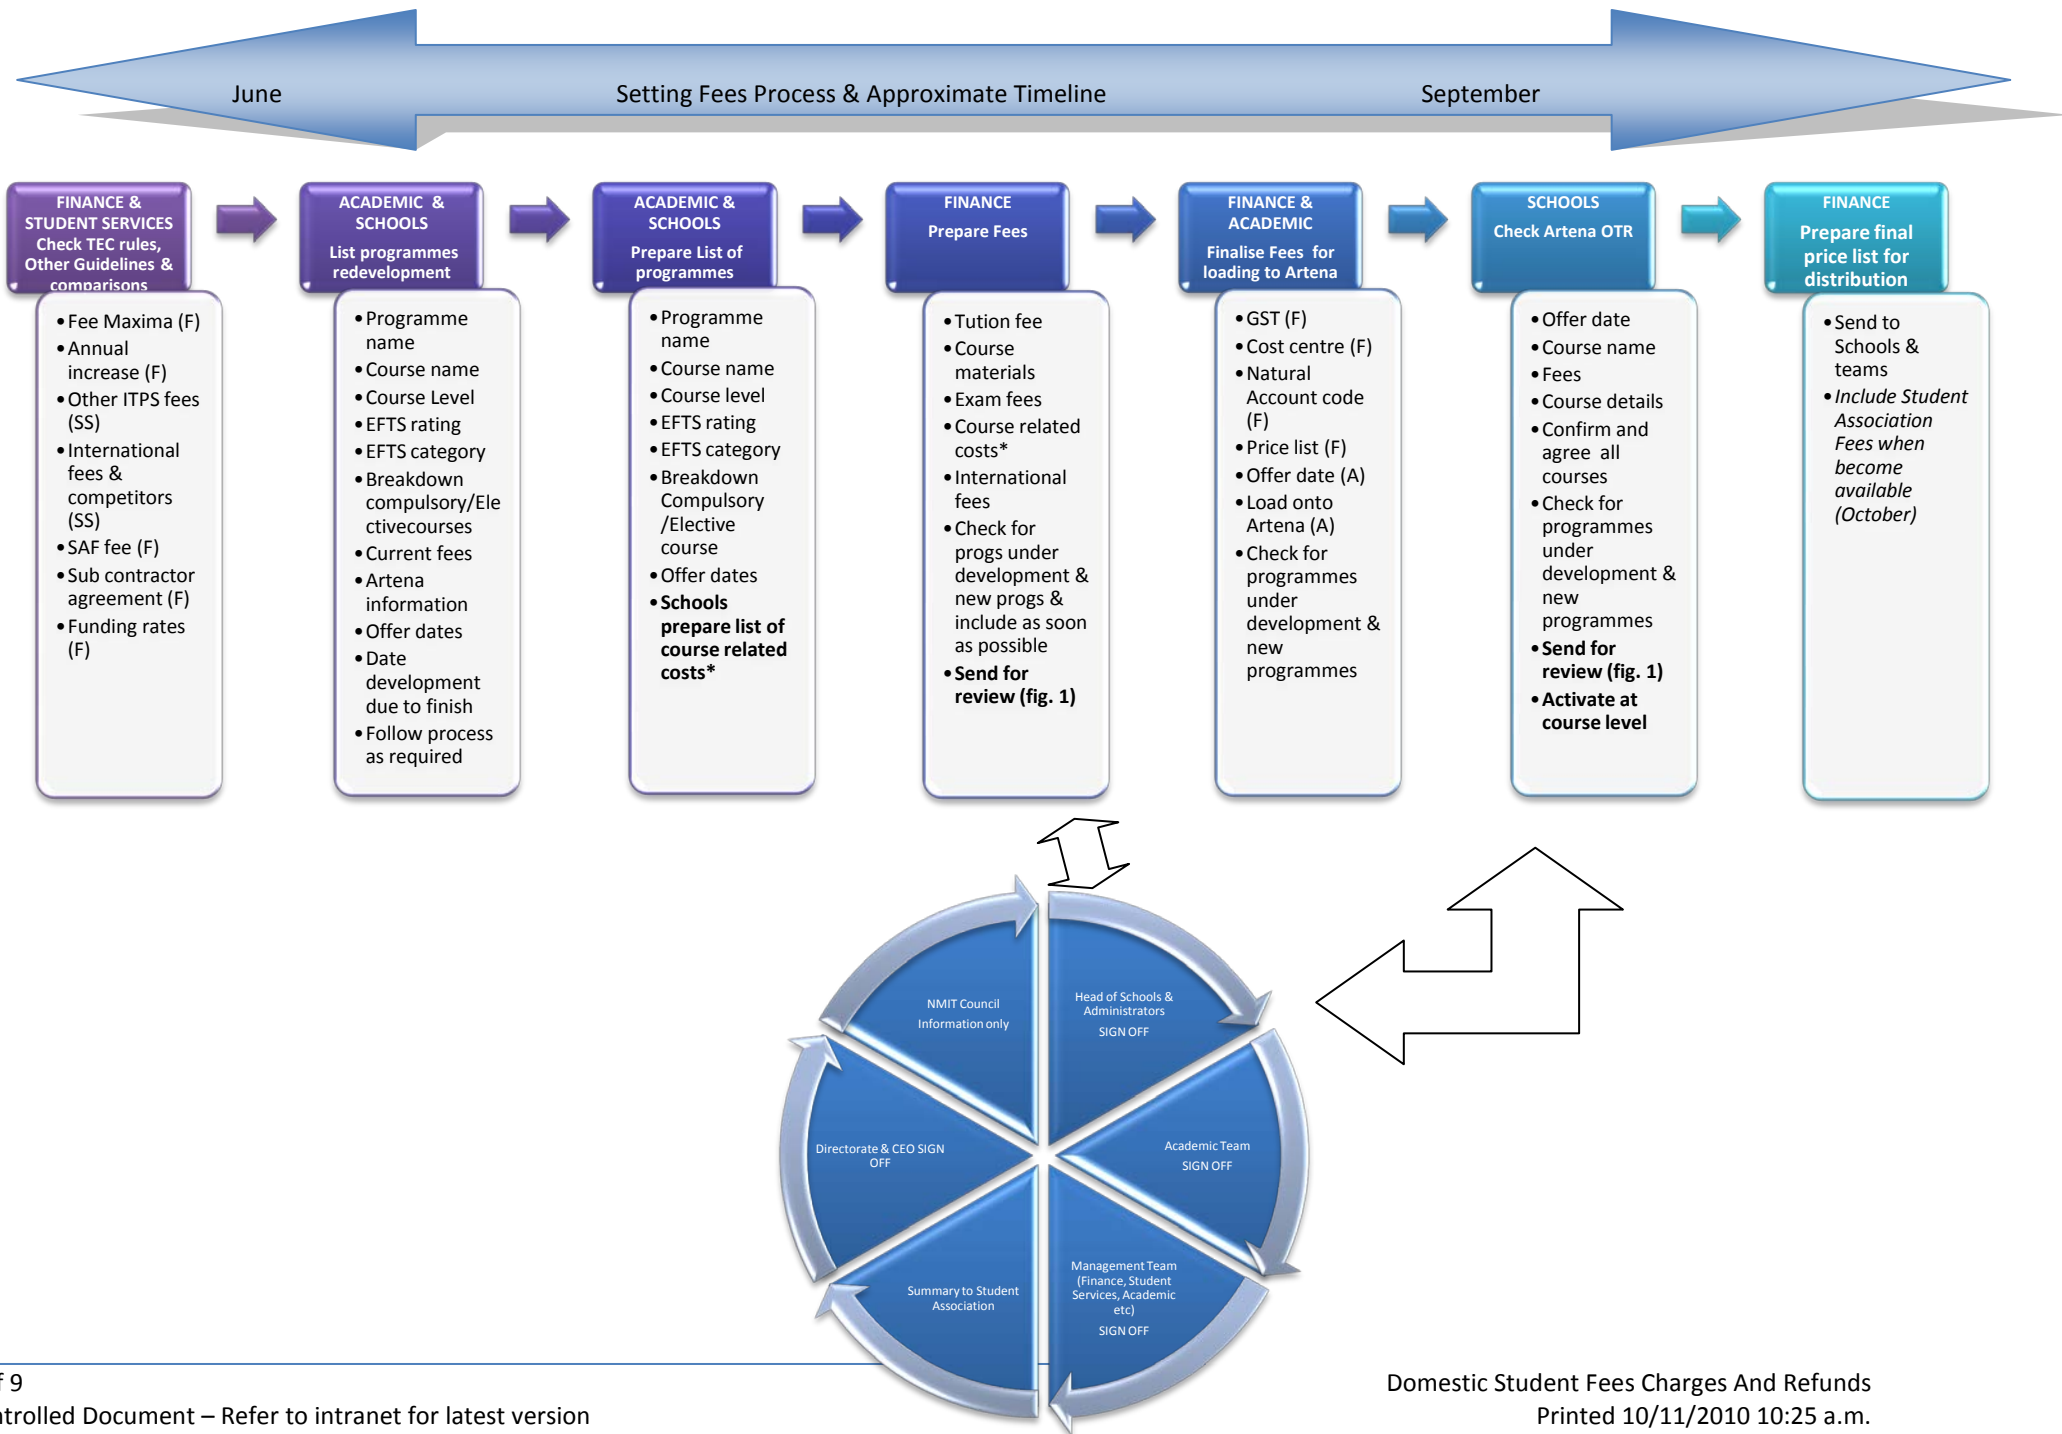 June
Setting Fees Process & Approximate Timeline
September
FINANCE &
STUDENT SERVICES
Check TEC rules,
Other Guidelines &
comparisons
• Fee Maxima (F)
• Annual
increase (F)
• Other ITPS fees
(SS)
• International
fees &
competitors
(SS)
• SAF fee (F)
• Sub contractor
agreement (F)
• Funding rates
(F)
ACADEMIC &
SCHOOLS
List programmes
redevelopment
• Programme
name
• Course name
• Course Level
• EFTS rating
• EFTS category
• Breakdown
compulsory/Ele
ctivecourses
• Current fees
• Artena
information
• Offer dates
• Date
development
due to finish
• Follow process
as required
ACADEMIC &
SCHOOLS
Prepare List of
programmes
• Programme
name
• Course name
• Course level
• EFTS rating
• EFTS category
• Breakdown
Compulsory
/Elective
course
• Offer dates
• Schools
prepare list of
course related
costs*
FINANCE
Prepare Fees
• Tution fee
• Course
materials
• Exam fees
• Course related
costs*
• International
fees
• Check for
progs under
development &
new progs &
include as soon
as possible
• Send for
review (fig. 1)
FINANCE &
ACADEMIC
Finalise Fees for
loading to Artena
• GST (F)
• Cost centre (F)
• Natural
Account code
(F)
• Price list (F)
• Offer date (A)
• Load onto
Artena (A)
• Check for
programmes
under
development &
new
programmes
SCHOOLS
Check Artena OTR
• Offer date
• Course name
• Fees
• Course details
• Confirm and
agree all
courses
• Check for
programmes
under
development &
new
programmes
• Send for
review (fig. 1)
• Activate at
course level
FINANCE
Prepare final
price list for
distribution
• Send to
Schools &
teams
• Include Student
Association
Fees when
become
available
(October)
NMIT Council
Information only
Head of Schools &
Administrators
SIGN OFF
Academic Team
SIGN OFF
Management Team
(Finance, Student
Services, Academic
etc)
SIGN OFF
Summary to Student
Association
Directorate & CEO SIGN
OFF
f 9
ntrolled Document – Refer to intranet for latest version
Domestic Student Fees Charges And Refunds
Printed 10/11/2010 10:25 a.m.